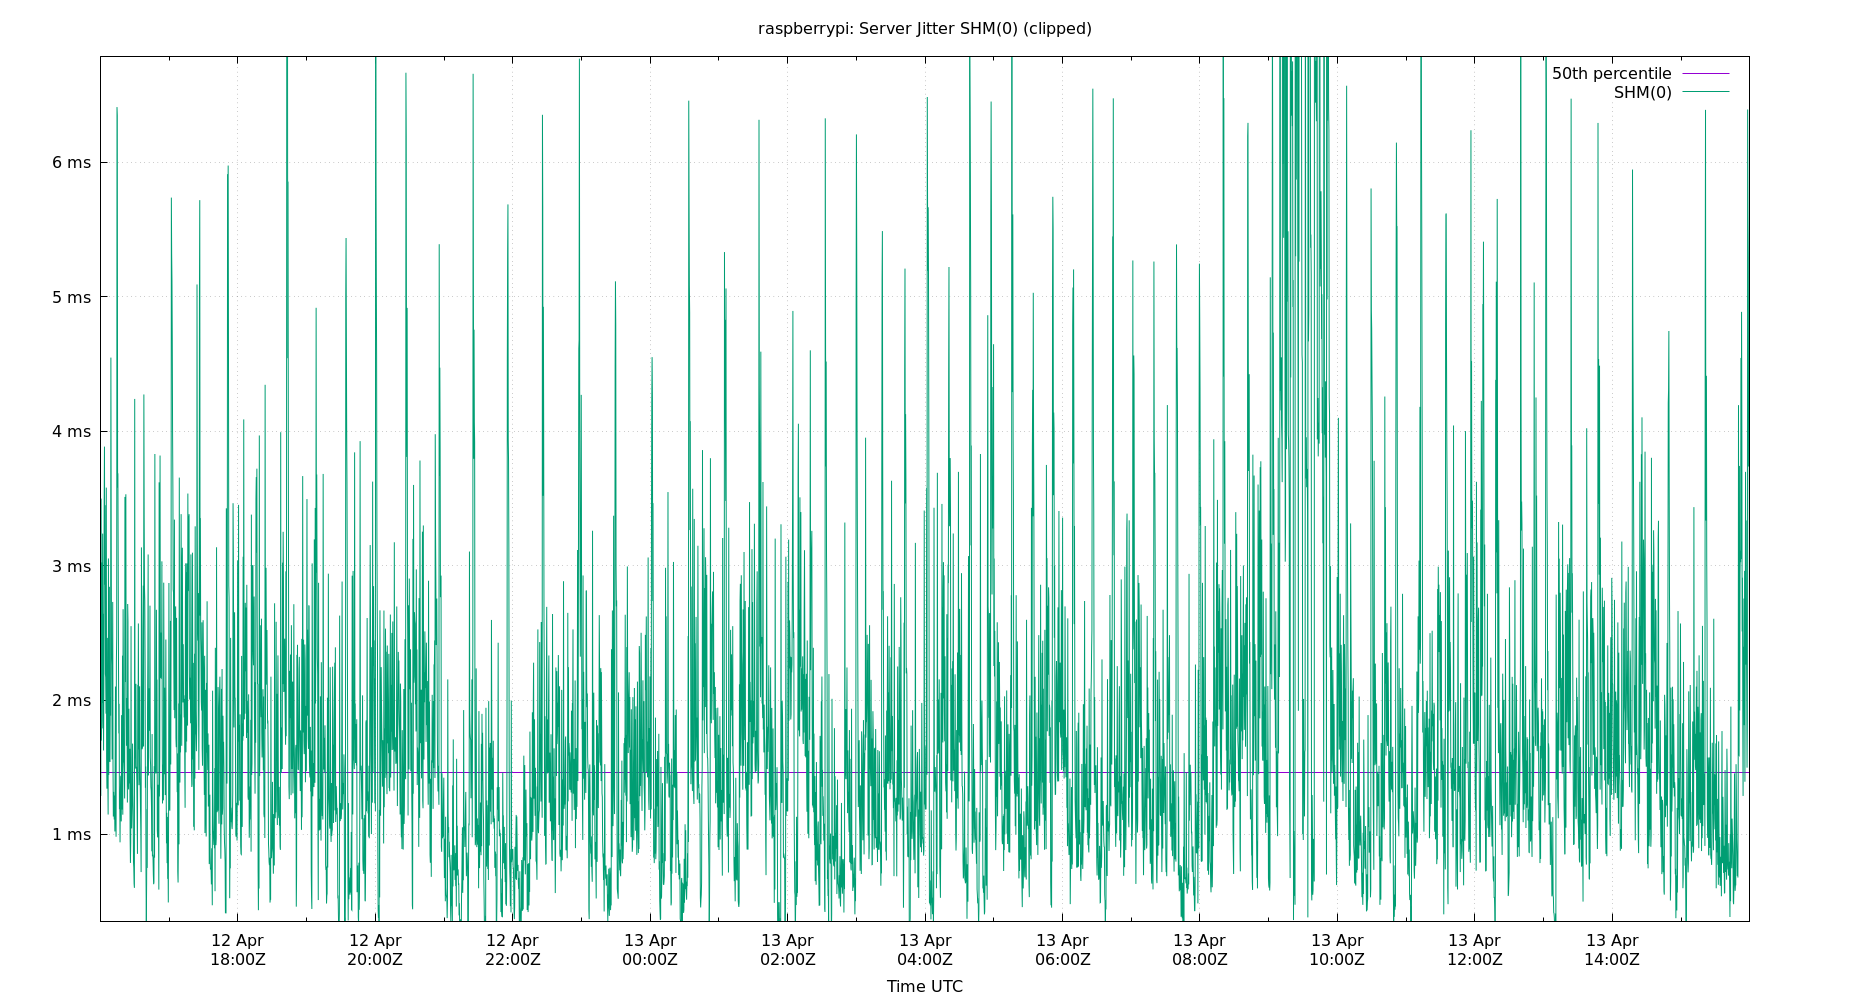 raspberrypi: Server Jitter SHM(0) (clipped)
50th percentile
SHM(0)
6 ms
5 ms
4 ms
3 ms
2 ms
1 ms
12 Apr 12 Apr 12 Apr 13 Apr 13 Apr 13 Apr 13 Apr 13 Apr 13 Apr 13 Apr 13 Apr
18:00Z 20:00Z 22:00Z 00:00Z 02:00Z 04:00Z 06:00Z 08:00Z 10:00Z 12:00Z 14:00Z
Time UTC